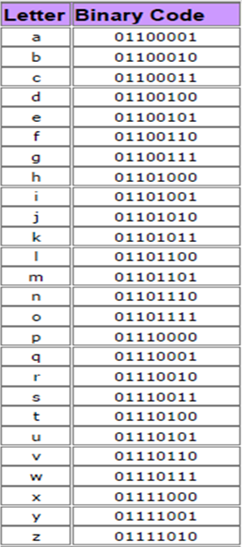 Letter Binary Code
a 01100001
b 01100010
c 01100011
d 01100100
e 01100101
f 01100110
g 01100111
h 01101000
i 01101001
j 01101010
k 01101011
l 01101100
m 01101101
n 01101110
o 01101111
p 01110000
q 01110001
r 01110010
s 01110011
t 01110100
u 01110101
v 01110110
w 01110111
x 01111000
y 01111001
z 01111010